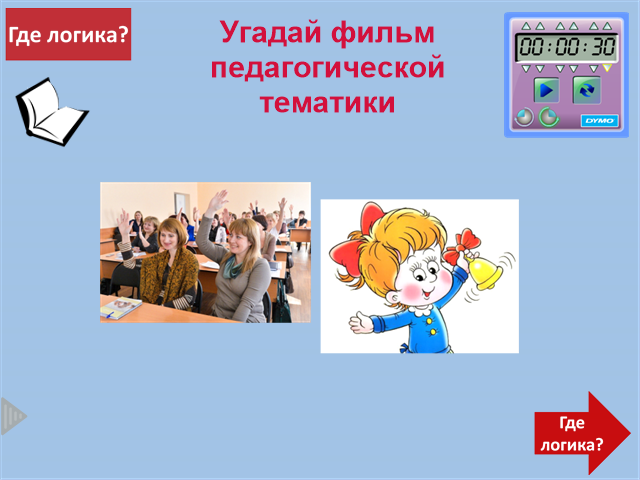 Где логика?
Угадай фильм
педагогической
тематики
00:00:30
DYMO
Где
логика?